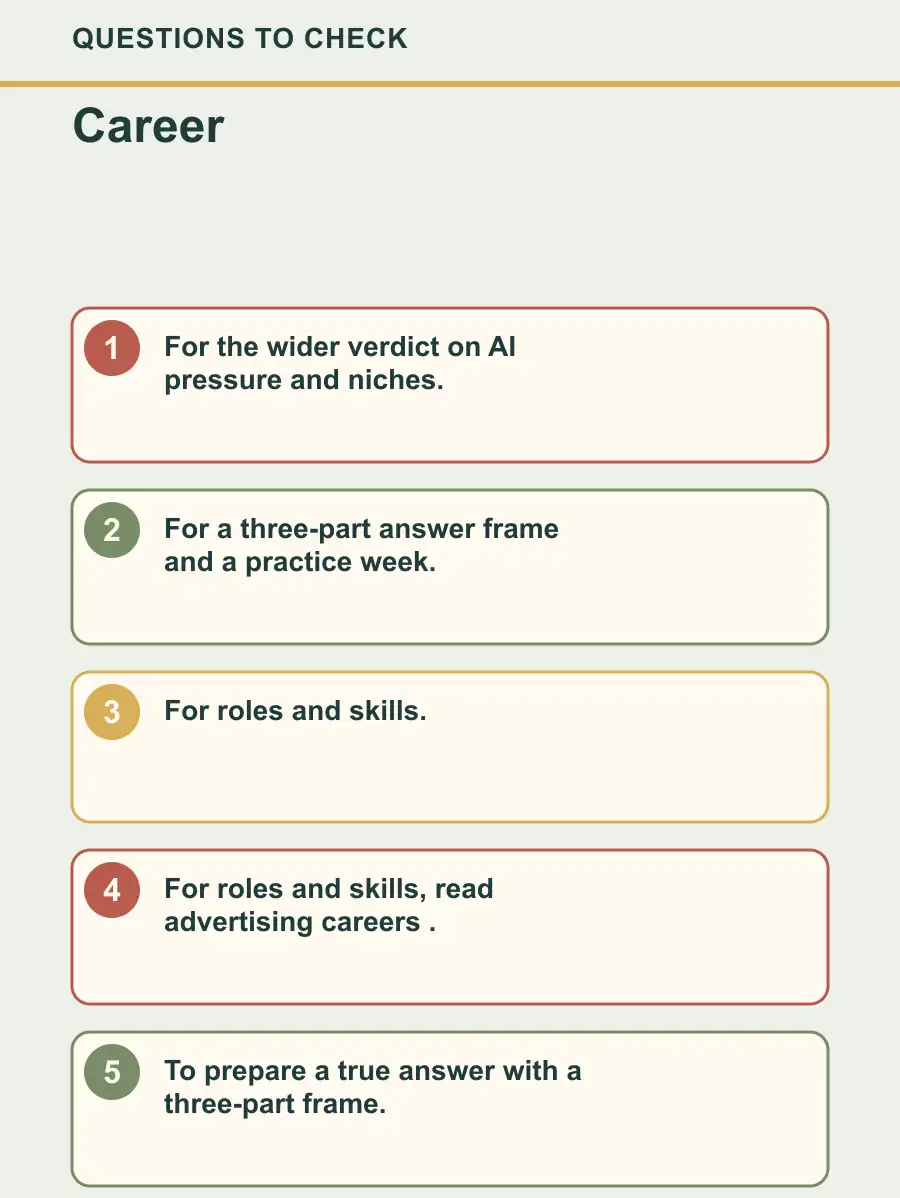 QUESTIONS TO CHECK
Career
1
For the wider verdict on AI
pressure and niches.
2
For a three-part answer frame
and a practice week.
3
For roles and skills.
4
For roles and skills, read
advertising careers .
5
To prepare a true answer with a
three-part frame.